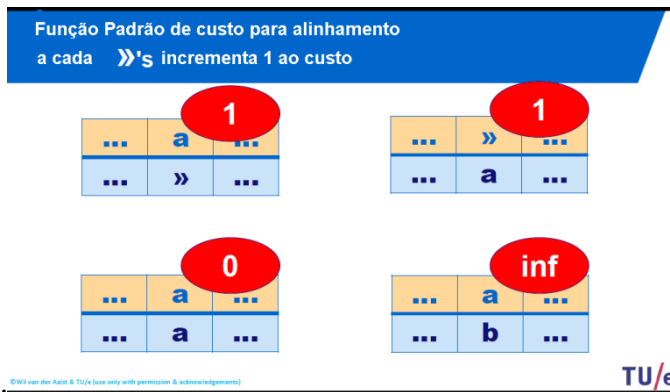 Função Padrão de custo para alinhamento
a cada »'s incrementa 1 ao custo
1
... a ...
... » ...
1
... » ...
... a ...
0
... a ...
... a ...
inf
... a ...
... b ...
©Wil van der Aalst & TU/e (use only with permission & acknowledgements)
TU/e